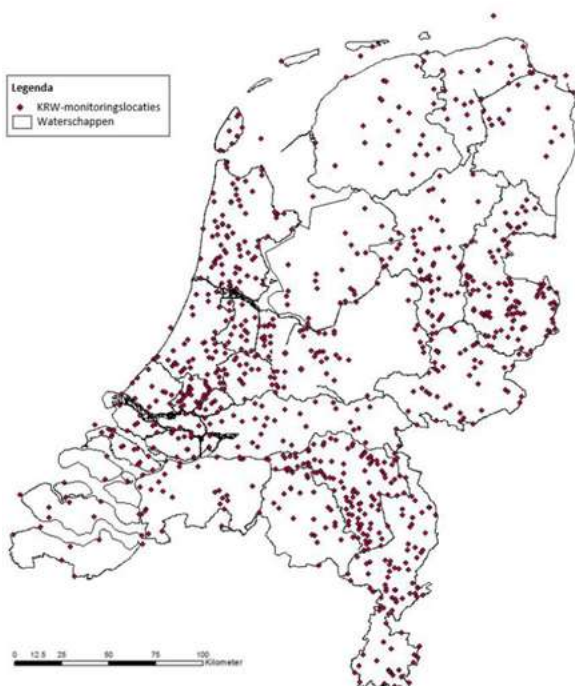 Legenda
KRW-monitoringslocaties
Waterschappen
0 12.5 25 50 75 100
Kilometer